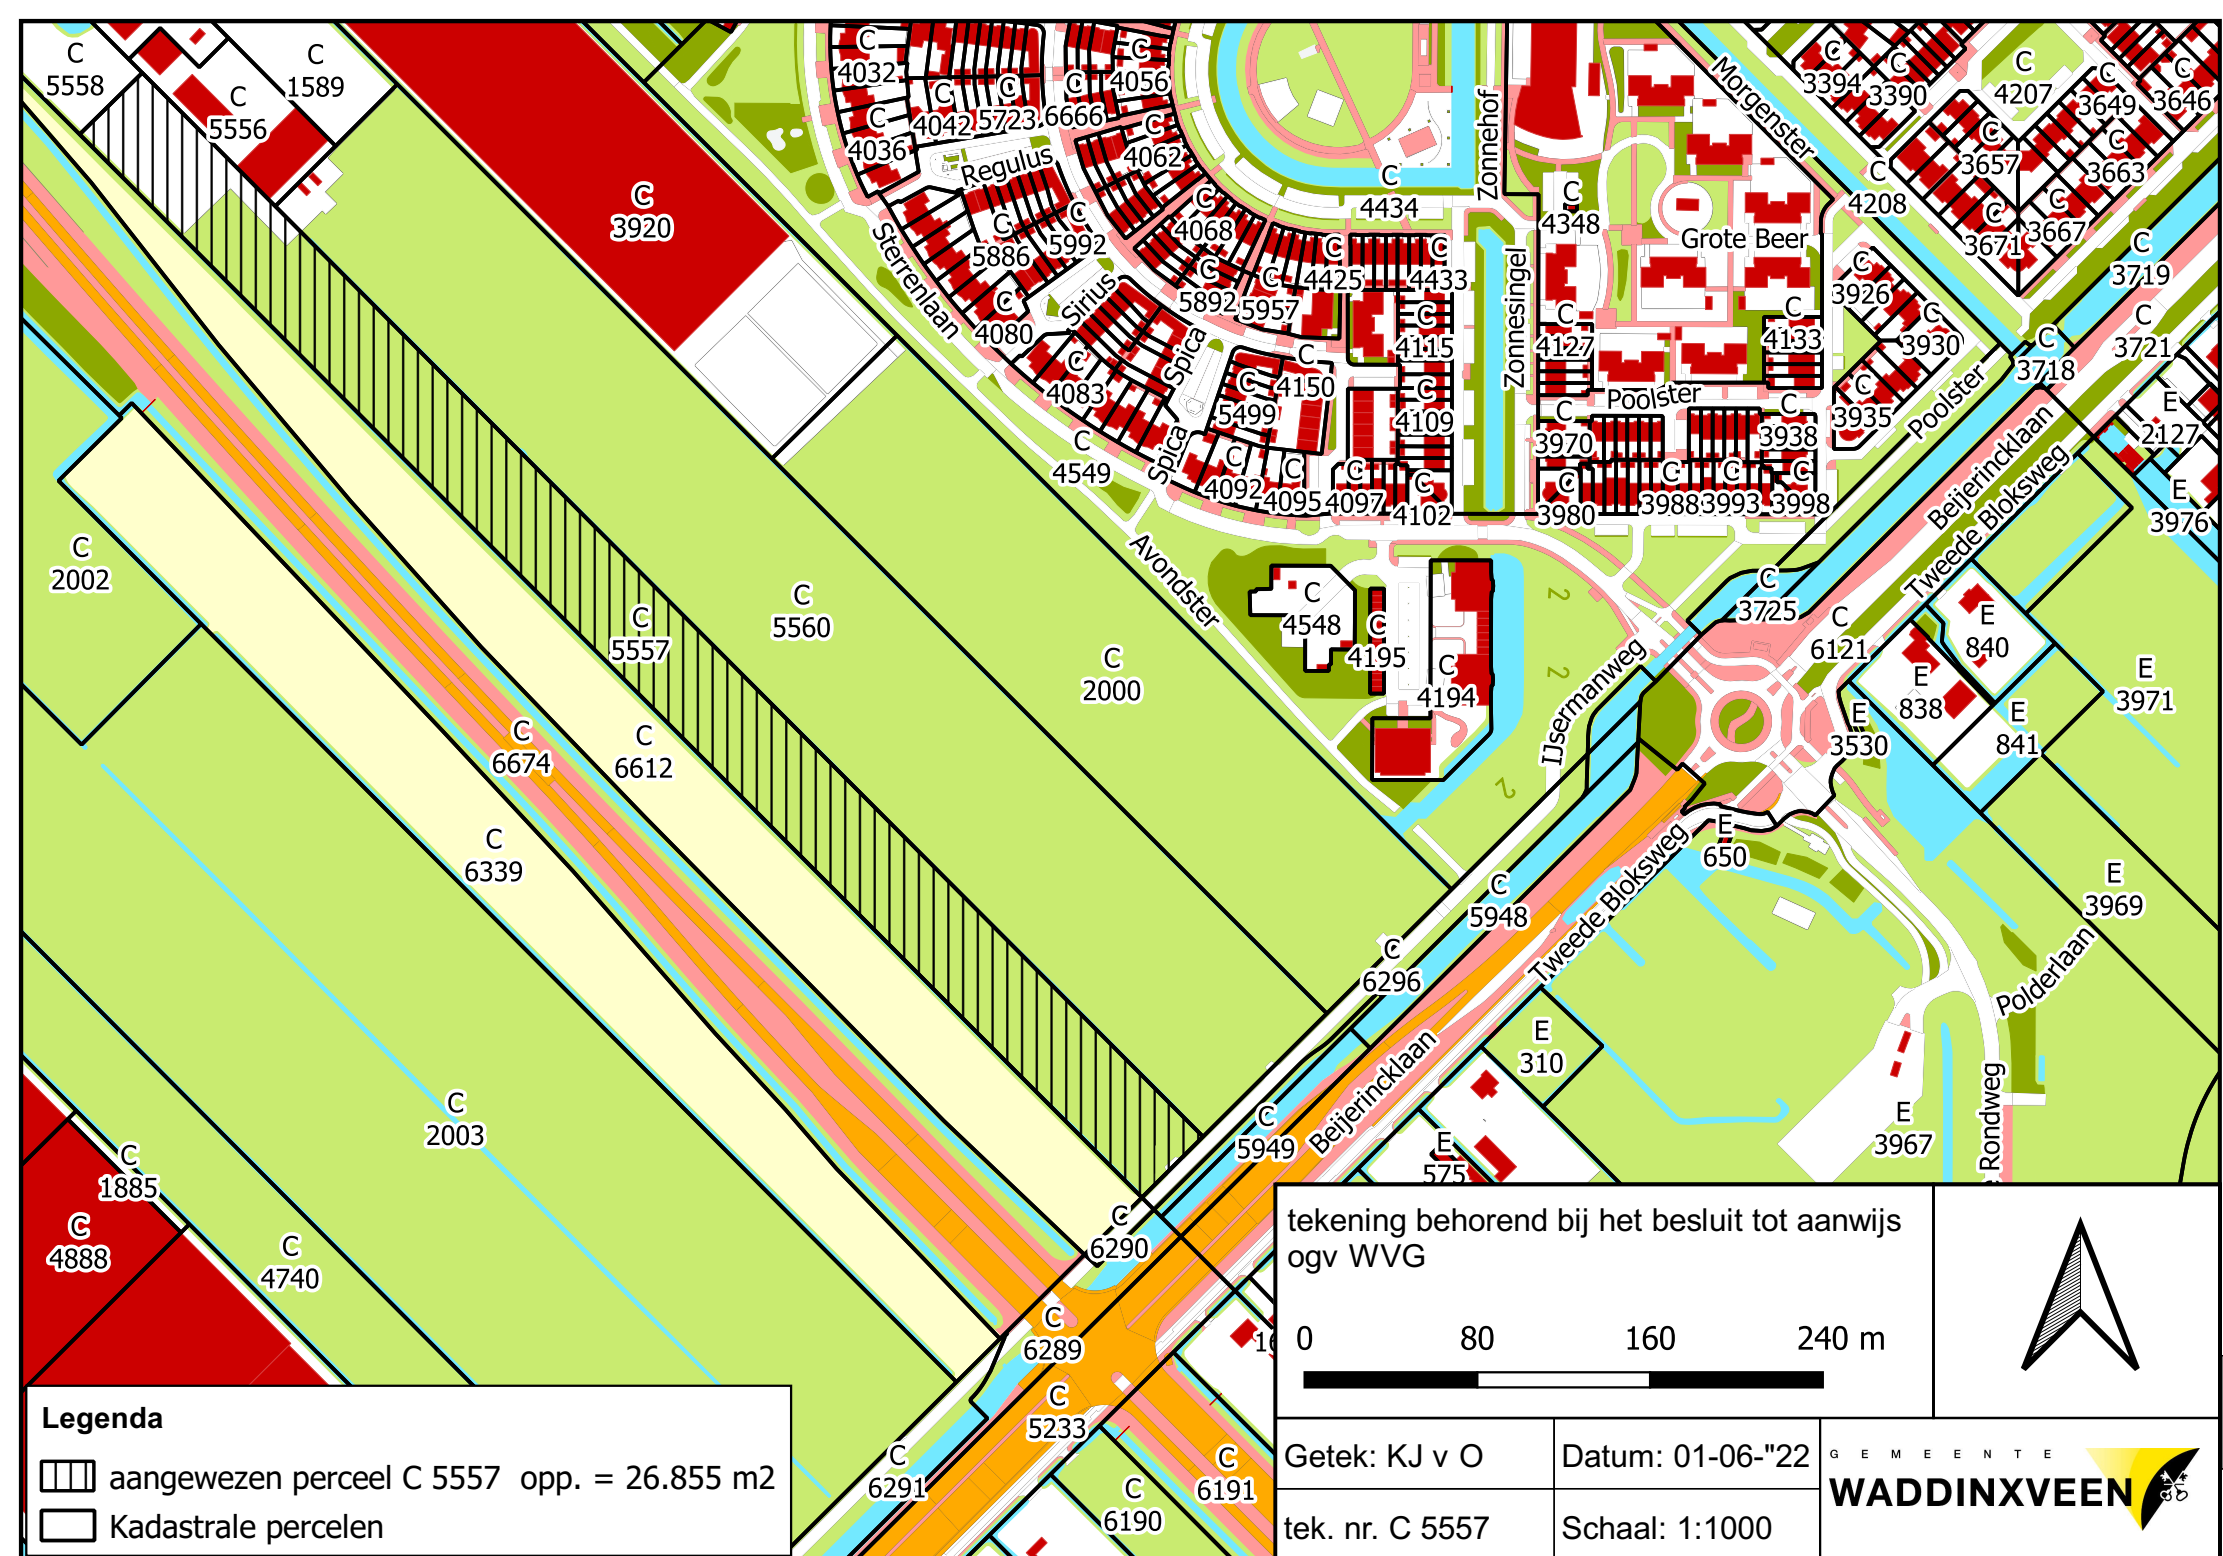 C
5558
C
1589
C
5556
C
3920
C
4032
C
4036
C
4042
C
5723
C
6666
C
4056
C
4062
Regulus
C
5886
C
5992
C
4068
C
4080
Sterrenlaan
Sirius
C
4083
Spica
Spica
C
5892
C
5957
C
4425
C
4433
C
4434
C
4115
C
4150
C
5499
C
4109
C
4092
C
4095
C
4097
C
4102
C
4549
Zonnehof
Zonnesingel
C
4348
Morgenster
Grote Beer
C
4127
C
4133
Poolster
Poolster
C
3970
C
3980
C
3988
C
3993
C
3938
C
3998
C
3394
C
3390
C
4207
C
3649
C
3646
C
3657
C
3663
C
4208
C
3671
C
3667
C
3719
C
3926
C
3930
C
3935
C
3718
C
3721
E
2127
E
3976
Beijerincklaan
Tweede Bloksweg
C
2002
C
5557
C
5560
C
2000
Avondster
C
4548
C
4195
C
4194
2
2
2
IJsermanweg
C
3725
C
6121
E
840
E
838
E
841
E
3971
E
3530
E
650
C
6674
C
6612
C
6339
C
5948
C
6296
Tweede Bloksweg
E
3969
Polderlaan
E
310
Beijerincklaan
C
5949
E
575
E
3967
Rondweg
C
2003
C
1885
C
4888
C
4740
C
6290
C
6289
C
5233
C
6291
C
6190
C
6191
tekening behorend bij het besluit tot aanwijs
ogv WVG
0 80 160 240 m
Getek: KJ v O
Datum: 01-06-"22
tek. nr. C 5557
Schaal: 1:1000
GEMEENTE
WADDINXVEEN
Legenda
aangewezen perceel C 5557 opp. = 26.855 m2
Kadastrale percelen